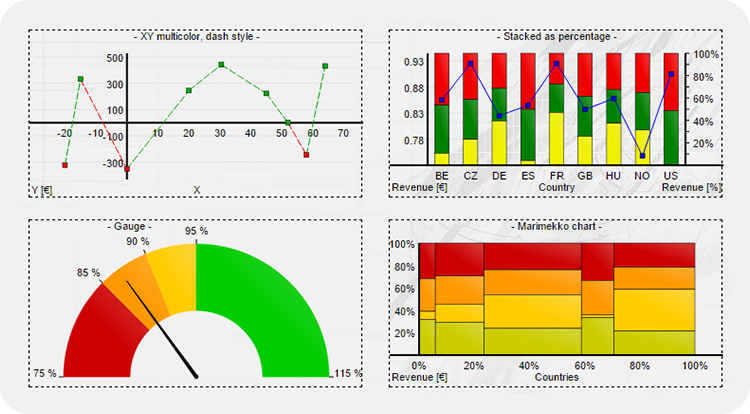 - XY multicolor, dash style -
500
300
100
-20 -10 10 20 30 40 50 60 70
-100
-300
Y [€] X
- Stacked as percentage -
0.93 100%
0.88 80%
0.83 60%
0.78 40%
20%
BE CZ DE ES FR GB HU NO US
Revenue [€] Country Revenue [%]
- Gauge -
95 %
90 %
85 %
75 % 115 %
- Marimekko chart -
100%
80%
60%
40%
20%
0% 20% 40% 60% 80% 100%
Revenue [€] Countries